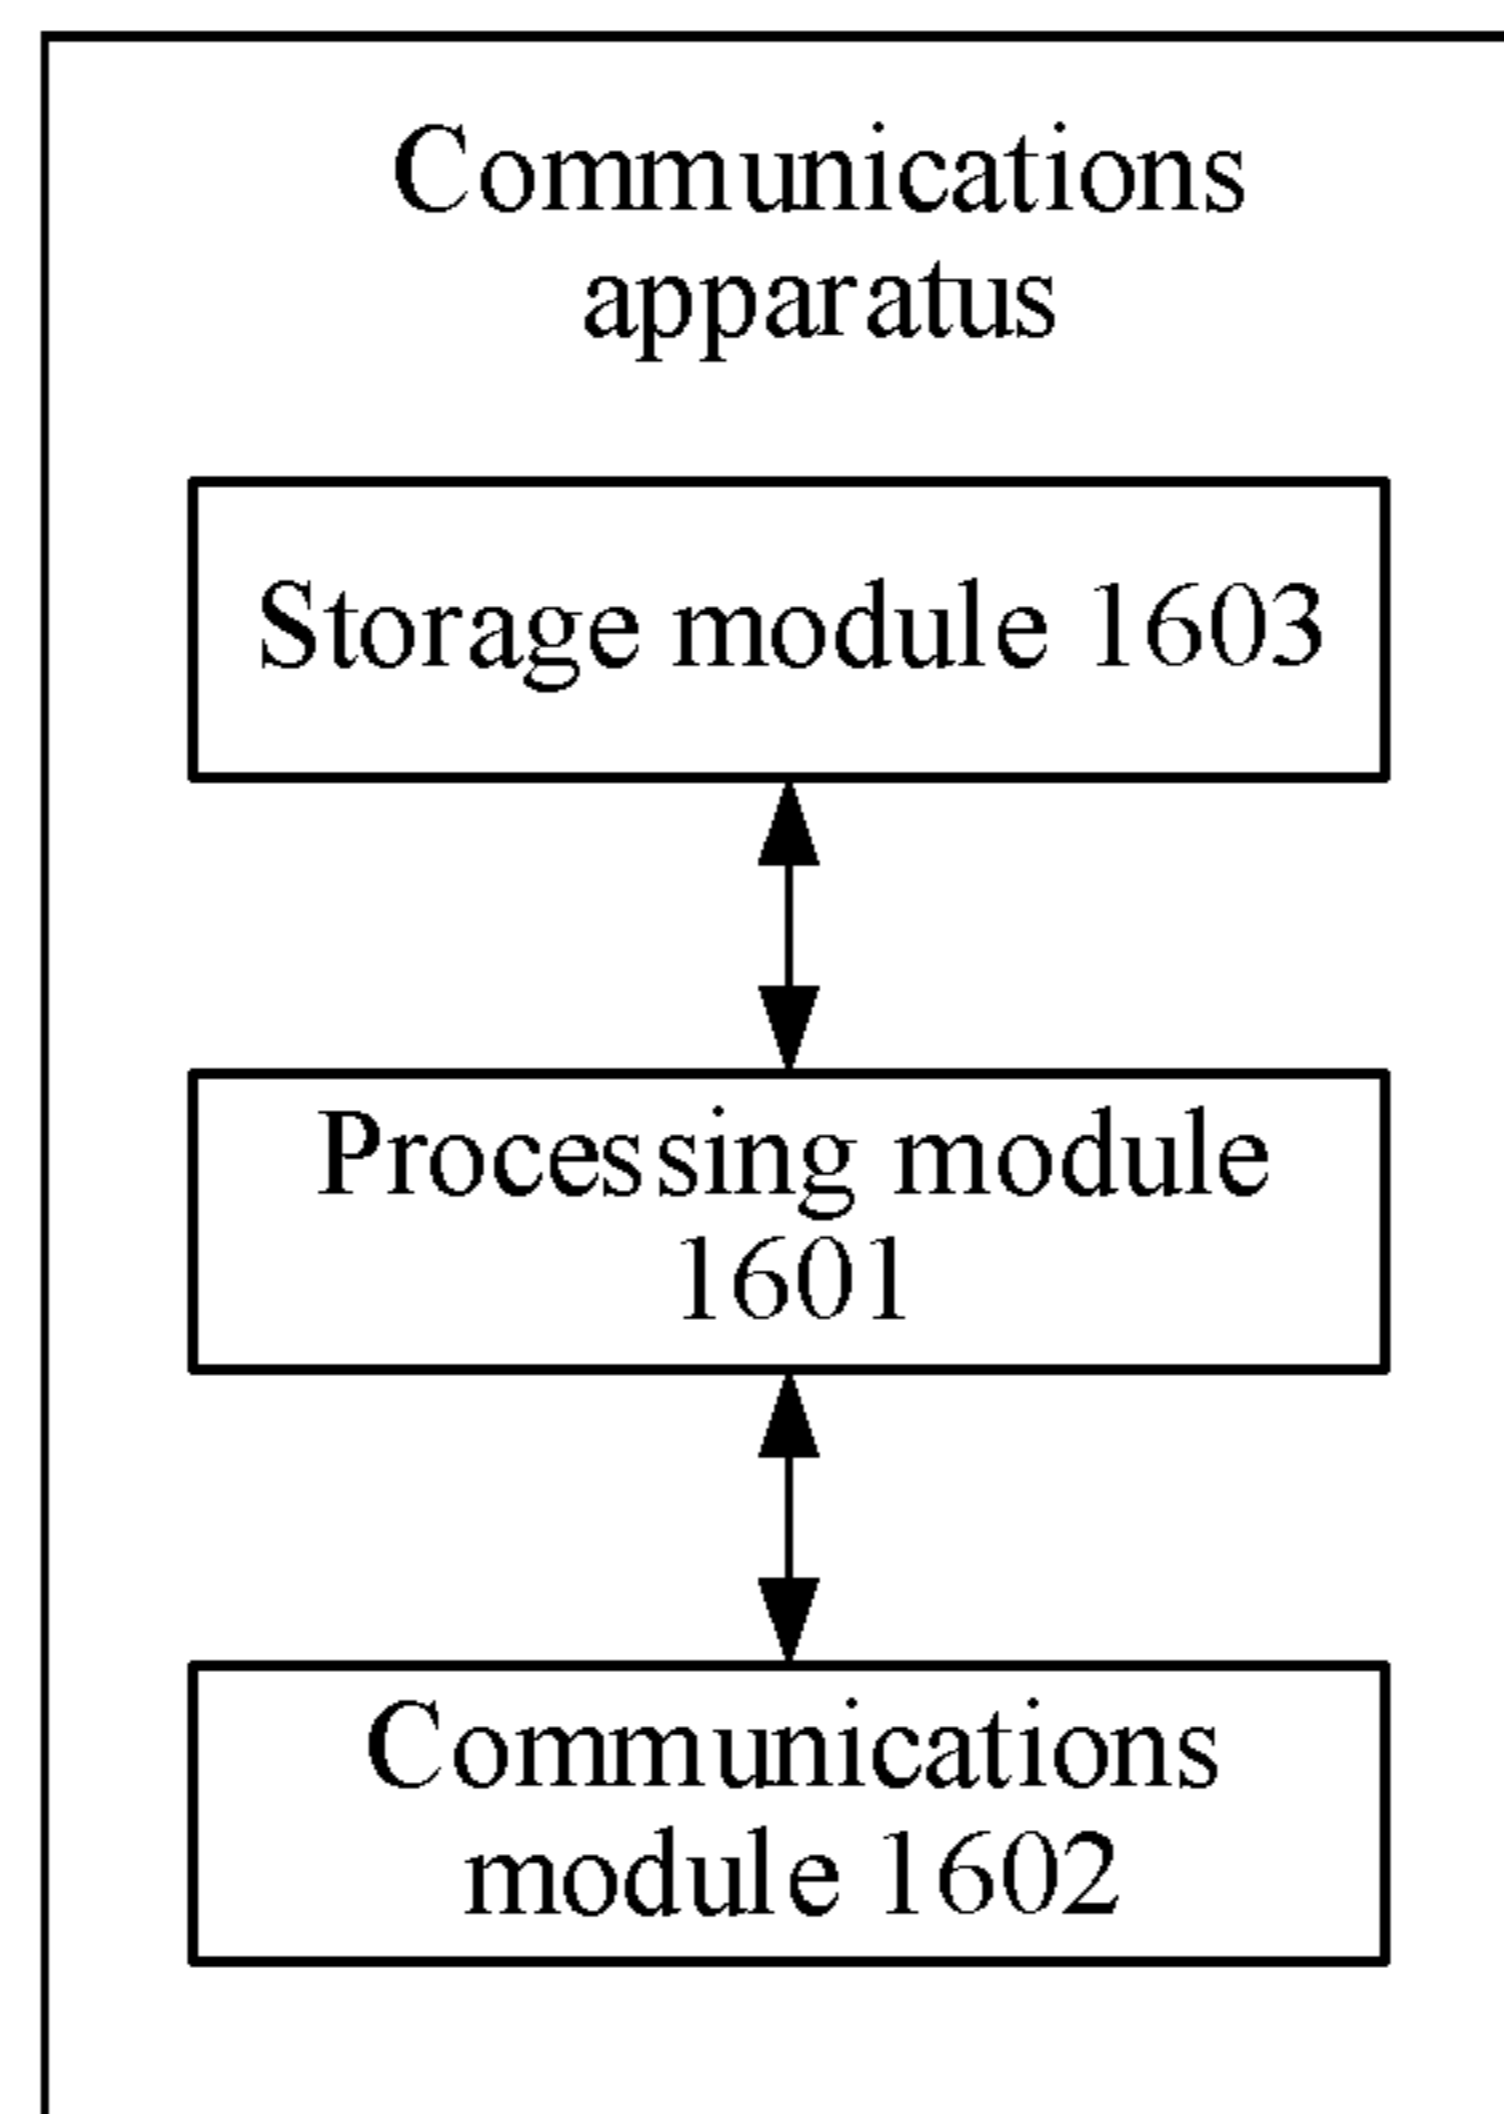 Communications
apparatus
Storage module 1603
Processing module
1601
Communications
module 1602